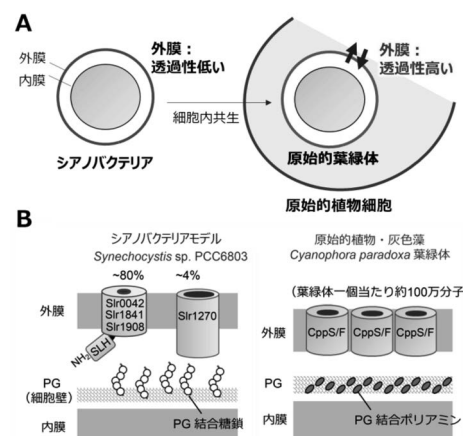 A
外膜
内膜
外膜：
透過性低い
シアノバクテリア
細胞内共生
外膜：
透過性高い
原始的葉緑体
原始的植物細胞
B
シアノバクテリアモデル
Synechocystis sp. PCC6803
~80%
~4%
Slr0042
Slr1841
Slr1908
Slr1270
外膜
NH₂
SLH
PG
(細胞壁)
PG 結合糖鎖
内膜
原始的植物・灰色藻
Cyanophora paradoxa 葉緑体
(葉緑体一個当たり約100万分子
外膜
CppS/F
CppS/F
CppS/F
PG
PG 結合ポリアミン
内膜